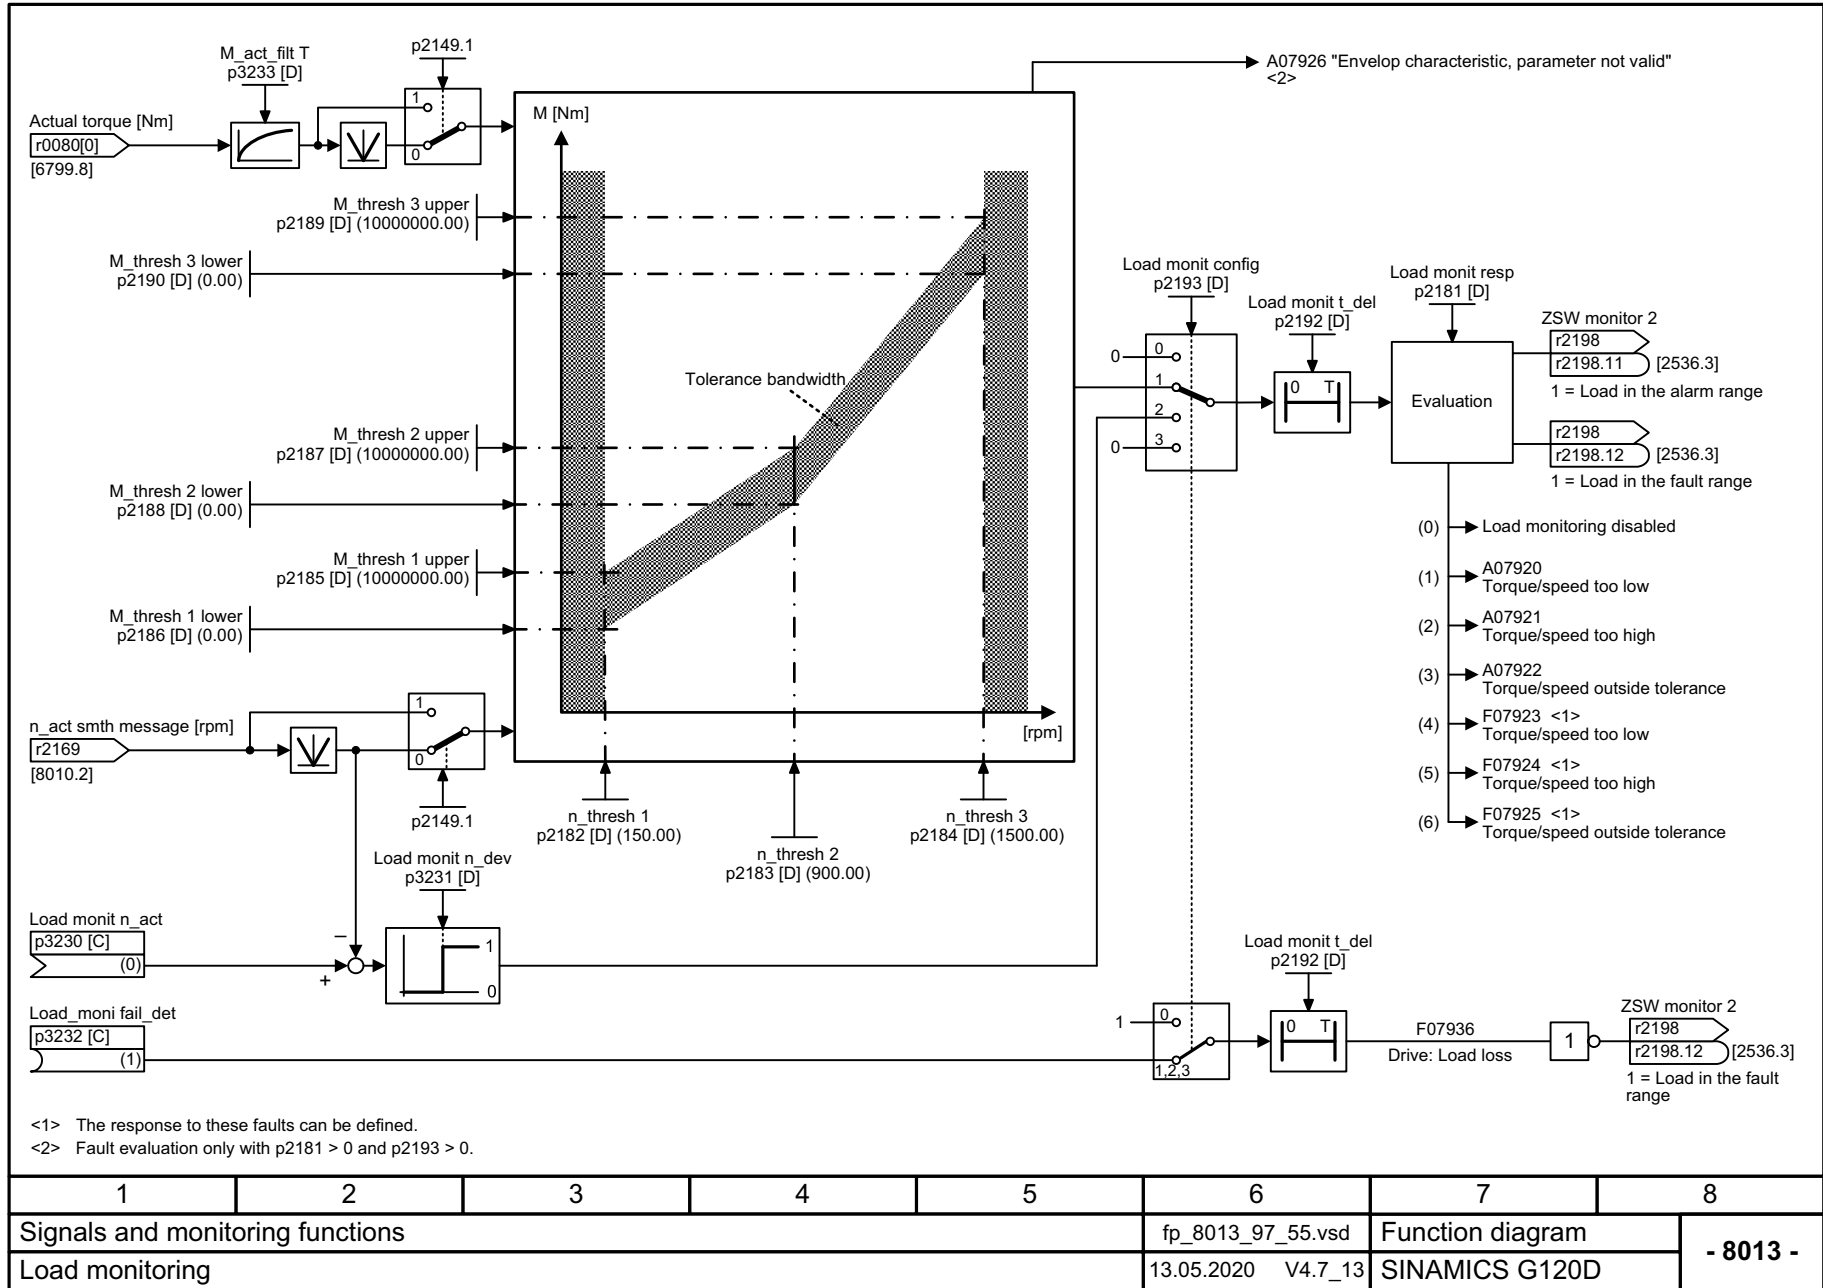 M_act_filt T
p3233 [D]
p2149.1
A07926 "Envelop characteristic, parameter not valid"
<2>
Actual torque [Nm]
r0080[0]
[6799.8]
1
0
M [Nm]
M_thresh 3 upper
p2189 [D] (10000000.00)
M_thresh 3 lower
p2190 [D] (0.00)
Tolerance bandwidth
M_thresh 2 upper
p2187 [D] (10000000.00)
M_thresh 2 lower
p2188 [D] (0.00)
M_thresh 1 upper
p2185 [D] (10000000.00)
M_thresh 1 lower
p2186 [D] (0.00)
[rpm]
n_act smth message [rpm]
r2169
[8010.2]
1
0
p2149.1
n_thresh 1
p2182 [D] (150.00)
n_thresh 2
p2183 [D] (900.00)
n_thresh 3
p2184 [D] (1500.00)
Load monit n_dev
p3231 [D]
1
0
Load monit n_act
p3230 [C]
(0)
–
+
Load_moni fail_det
p3232 [C]
(1)
Load monit config
p2193 [D]
0 0
1
2
0 3
Load monit t_del
p2192 [D]
0 T
Load monit resp
p2181 [D]
Evaluation
ZSW monitor 2
r2198
r2198.11 [2536.3]
1 = Load in the alarm range
r2198
r2198.12 [2536.3]
1 = Load in the fault range
(0) Load monitoring disabled
(1) A07920
Torque/speed too low
(2) A07921
Torque/speed too high
(3) A07922
Torque/speed outside tolerance
(4) F07923 <1>
Torque/speed too low
(5) F07924 <1>
Torque/speed too high
(6) F07925 <1>
Torque/speed outside tolerance
Load monit t_del
p2192 [D]
1 0
1,2,3
0 T
F07936
Drive: Load loss
1
ZSW monitor 2
r2198
r2198.12 [2536.3]
1 = Load in the fault
range
<1> The response to these faults can be defined.
<2> Fault evaluation only with p2181 > 0 and p2193 > 0.
1 2 3 4 5 6 7 8
Signals and monitoring functions
fp_8013_97_55.vsd
Function diagram
- 8013 -
Load monitoring
13.05.2020 V4.7_13
SINAMICS G120D